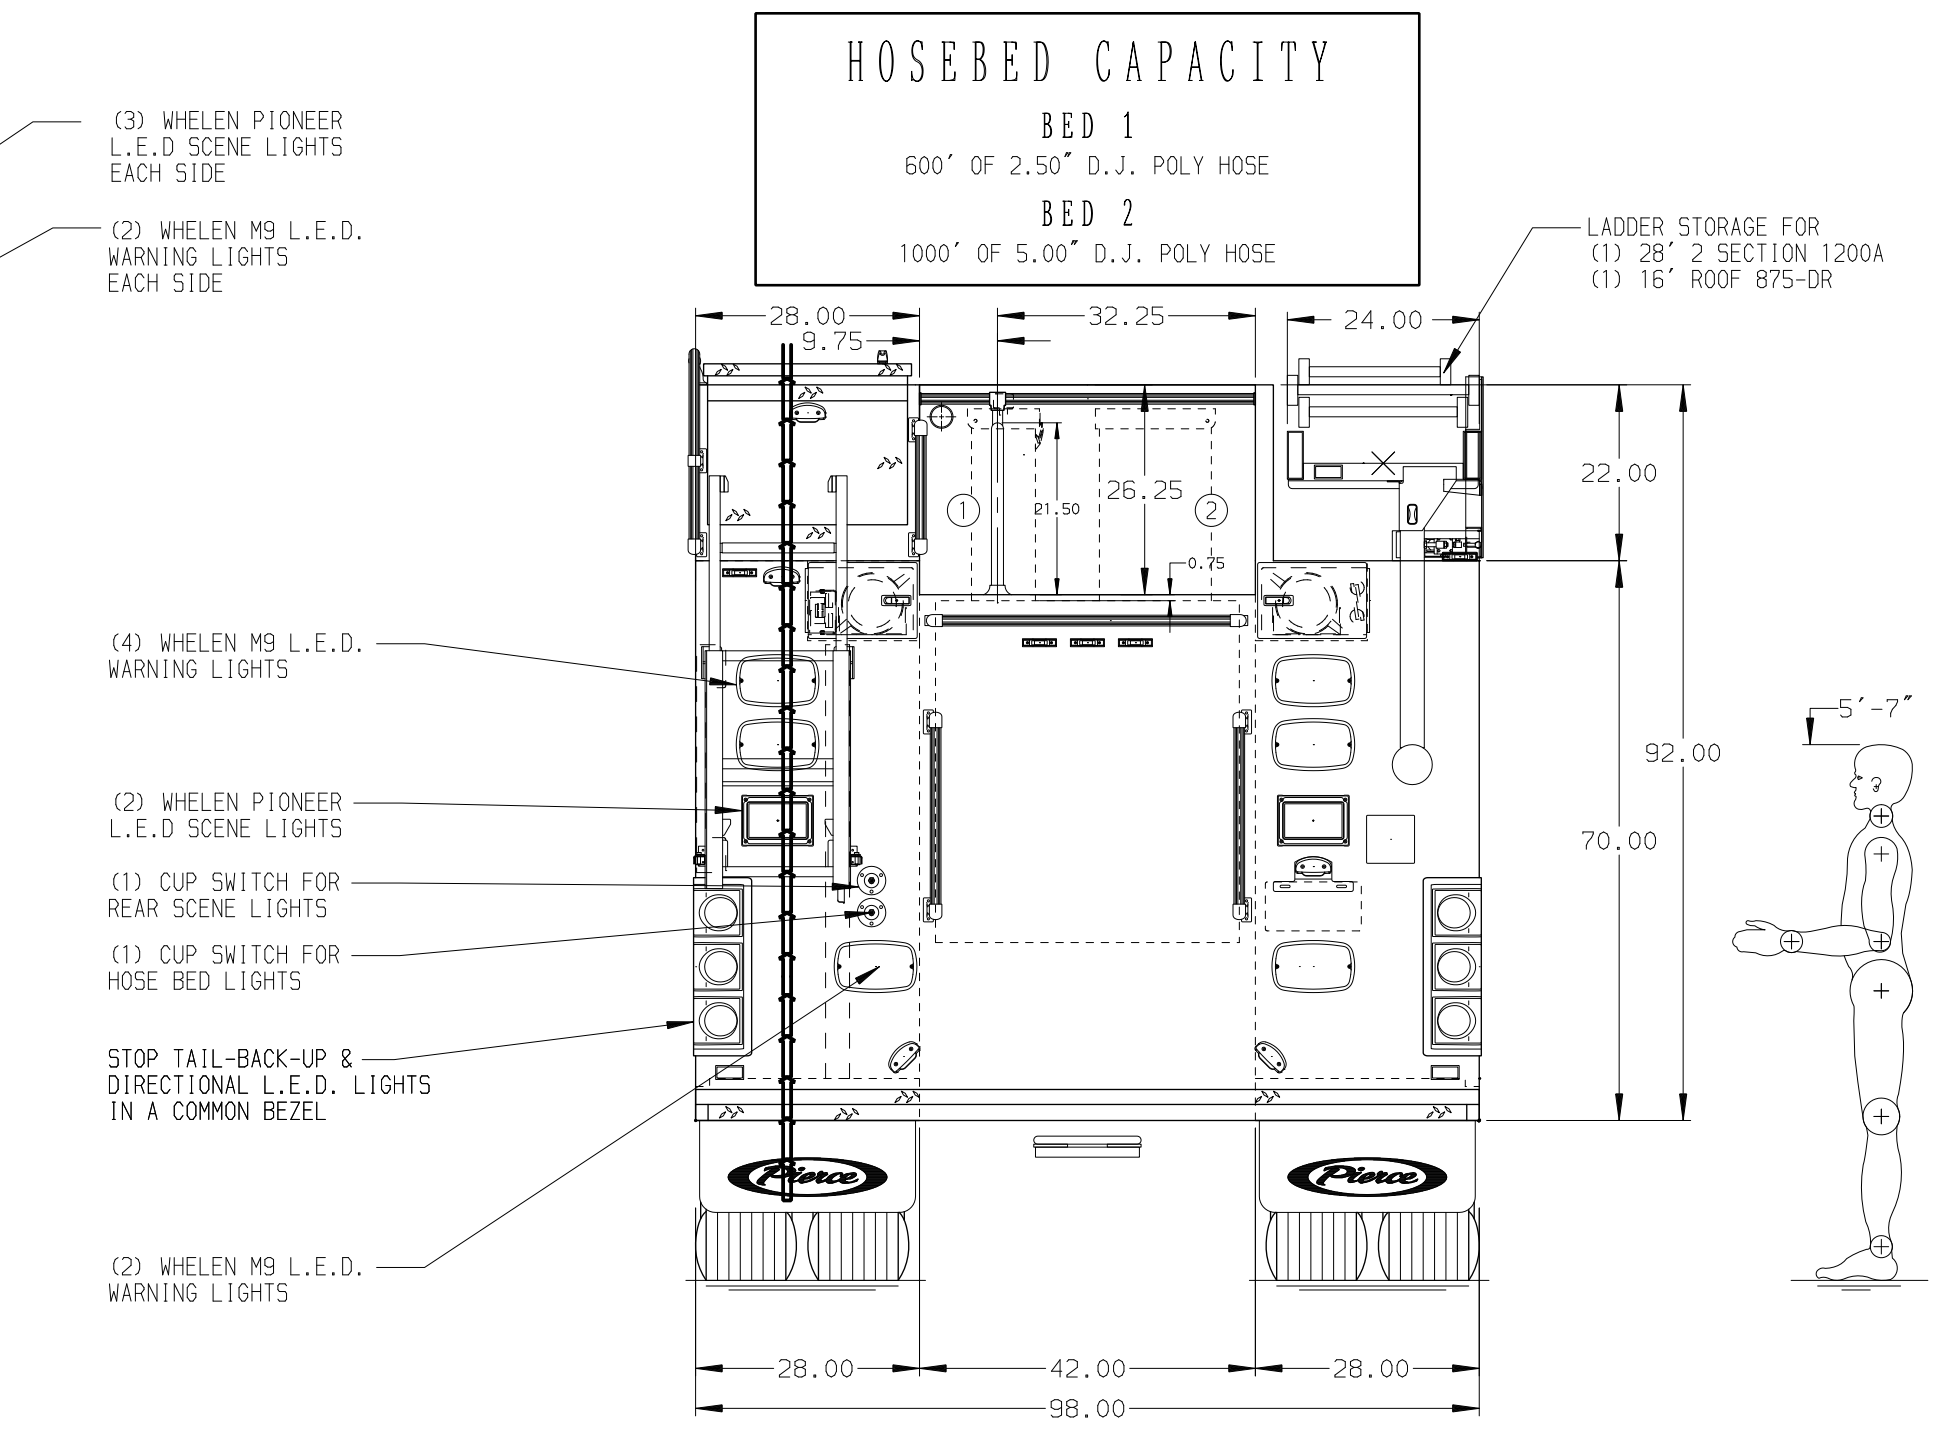 HOSEBED CAPACITY
BED 1
600' OF 2.50" D.J. POLY HOSE
BED 2
1000' OF 5.00" D.J. POLY HOSE
(3) WHELEN PIONEER
L.E.D SCENE LIGHTS
EACH SIDE
(2) WHELEN M9 L.E.D.
WARNING LIGHTS
EACH SIDE
LADDER STORAGE FOR
(1) 28' 2 SECTION 1200A
(1) 16' ROOF 875-DR
28.00
32.25
24.00
9.75
22.00
26.25
1
21.50
2
0.75
(4) WHELEN M9 L.E.D.
WARNING LIGHTS
5'-7"
92.00
(2) WHELEN PIONEER
L.E.D SCENE LIGHTS
70.00
(1) CUP SWITCH FOR
REAR SCENE LIGHTS
(1) CUP SWITCH FOR
HOSE BED LIGHTS
STOP TAIL-BACK-UP &
DIRECTIONAL L.E.D. LIGHTS
IN A COMMON BEZEL
Pierce
Pierce
(2) WHELEN M9 L.E.D.
WARNING LIGHTS
28.00
42.00
28.00
98.00